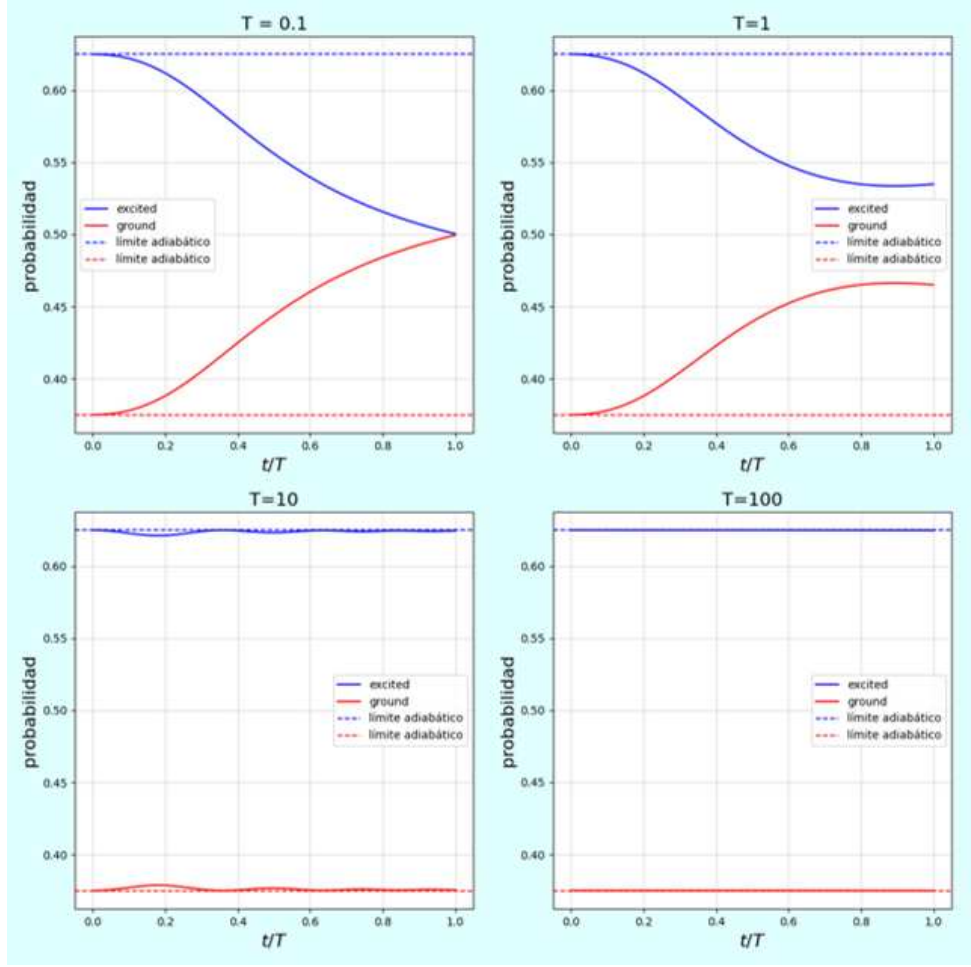 T = 0.1
probabilidad
0.60
0.55
0.50
0.45
0.40
excited
ground
límite adiabático
límite adiabático
0.0 0.2 0.4 0.6 0.8 1.0
t/T
T=1
probabilidad
0.60
0.55
0.50
0.45
0.40
excited
ground
límite adiabático
límite adiabático
0.0 0.2 0.4 0.6 0.8 1.0
t/T
T=10
probabilidad
0.60
0.55
0.50
0.45
0.40
excited
ground
límite adiabático
límite adiabático
0.0 0.2 0.4 0.6 0.8 1.0
t/T
T=100
probabilidad
0.60
0.55
0.50
0.45
0.40
excited
ground
límite adiabático
límite adiabático
0.0 0.2 0.4 0.6 0.8 1.0
t/T